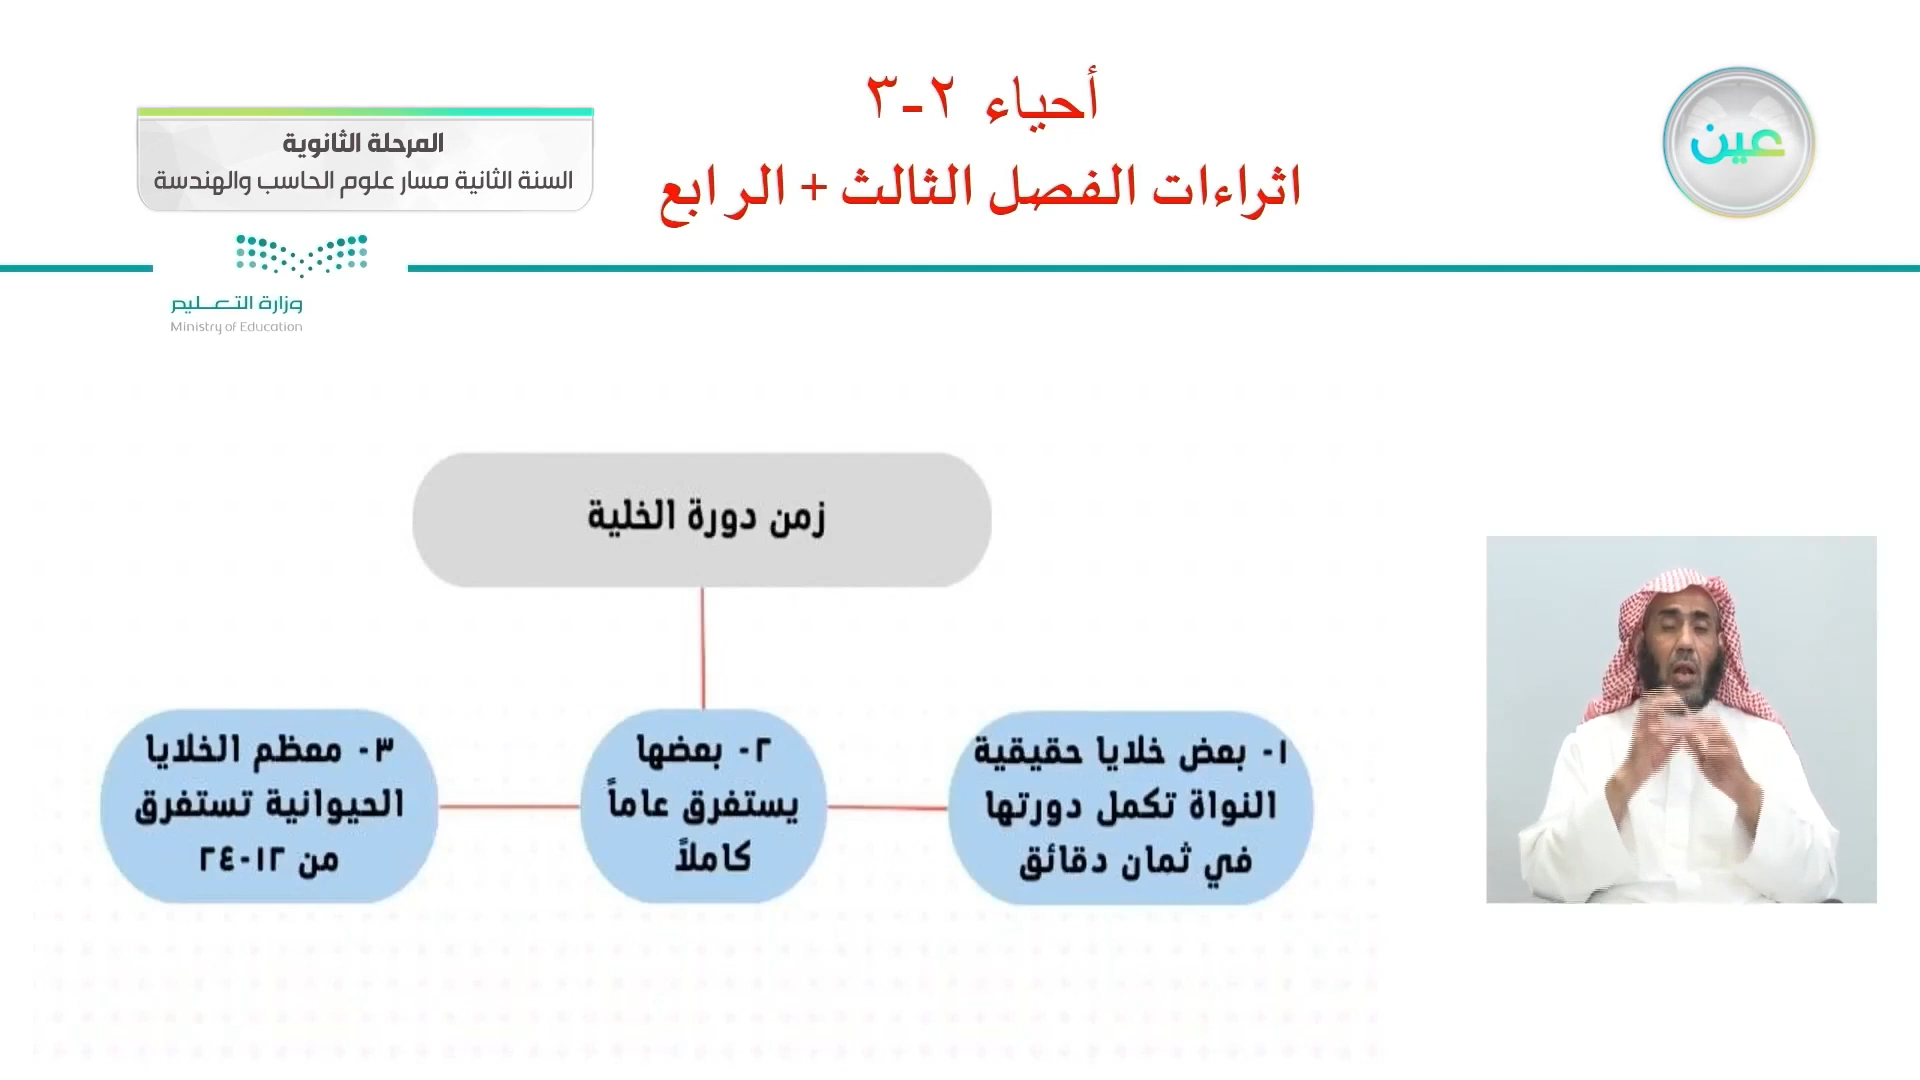 أحياء ٢-٣
اثراءات الفصل الثالث + الرابع
عين
المرحلة الثانوية
السنة الثانية مسار علوم الحاسب والهندسة
وزارة التعليم
Ministry of Education
زمن دورة الخلية
١- بعض خلايا حقيقية
النواة تكمل دورتها
في ثمان دقائق
٢- بعضها
يستغرق عاماً
كاملاً
٣- معظم الخلايا
الحيوانية تستغرق
من ١٢-٢٤